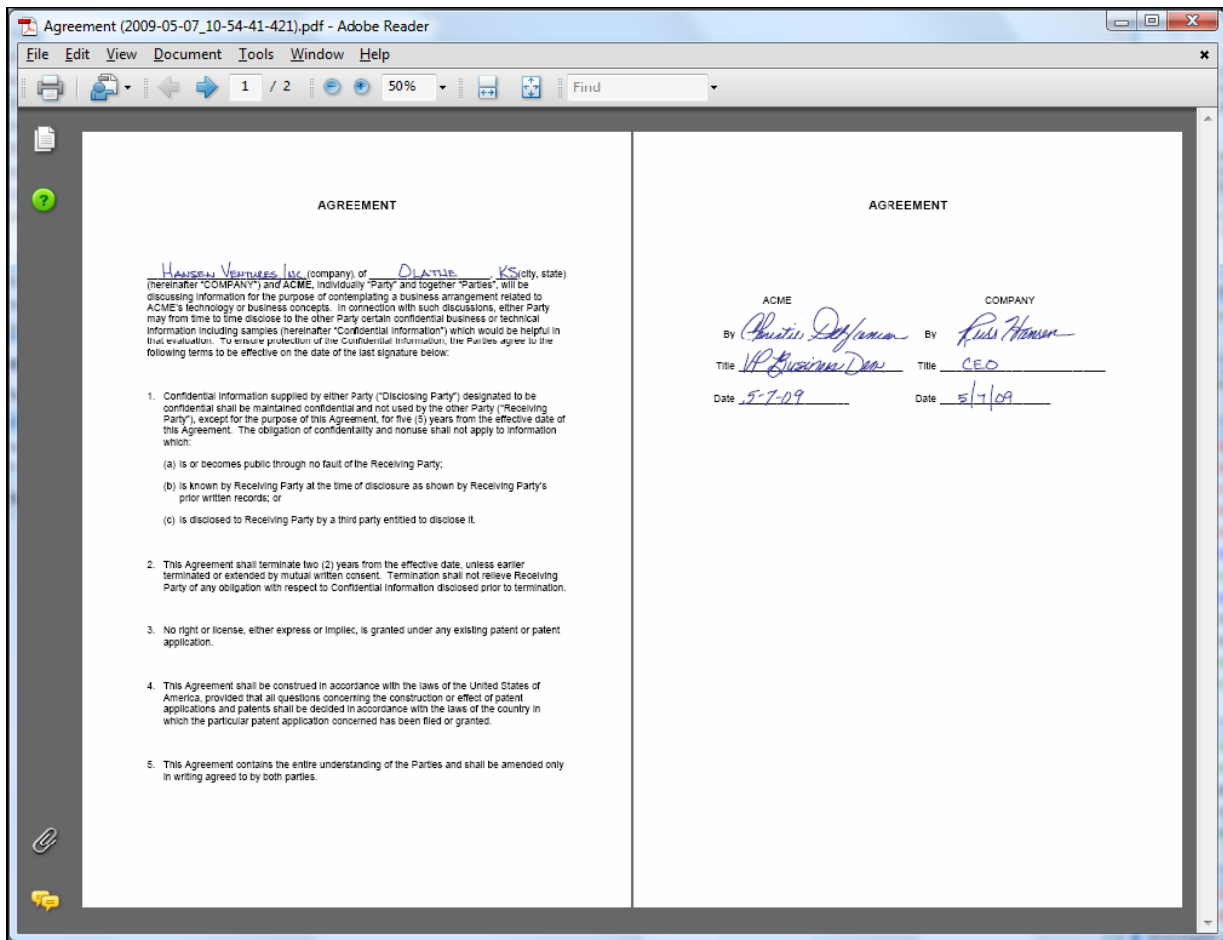 Agreement (2009-05-07_10-54-41-421).pdf - Adobe Reader
File Edit View Document Tools Window Help
1 / 2 50% Find
AGREEMENT
Hansen Ventures Inc (company), of Olathe, KS (city, state)
(hereinafter "COMPANY") and ACME, individually "Party" and together "Parties", will be
discussing information for the purpose of contemplating a business arrangement related to
ACME's technology or business concepts. In connection with such discussions, either Party
may from time to time disclose to the other Party certain confidential business or technical
information including samples (hereinafter "Confidential Information") which would be helpful in
that evaluation. To ensure protection of the Confidential Information, the Parties agree to the
following terms to be effective on the date of the last signature below:
1. Confidential Information supplied by either Party ("Disclosing Party") designated to be
confidential shall be maintained confidential and not used by the other Party ("Receiving
Party"), except for the purpose of this Agreement, for five (5) years from the effective date of
this Agreement. The obligation of confidentality and nonuse shall not apply to information
which:
(a) is or becomes public through no fault of the Receiving Party;
(b) is known by Receiving Party at the time of disclosure as shown by Receiving Party's
prior written records; or
(c) is disclosed to Receiving Party by a third party entitled to disclose it.
2. This Agreement shall terminate two (2) years from the effective date, unless earlier
terminated or extended by mutual written consent. Termination shall not relieve Receiving
Party of any obligation with respect to Confidential Information disclosed prior to termination.
3. No right or license, either express or implied, is granted under any existing patent or patent
application.
4. This Agreement shall be construed in accordance with the laws of the United States of
America, provided that all questions concerning the construction or effect of patent
applications and patents shall be decided in accordance with the laws of the country in
which the particular patent application concerned has been filed or granted.
5. This Agreement contains the entire understanding of the Parties and shall be amended only
in writing agreed to by both parties.
AGREEMENT
ACME COMPANY
By Christie By Russ Hansen
Title VP Business Title CEO
Date 5-7-09 Date 5/7/09